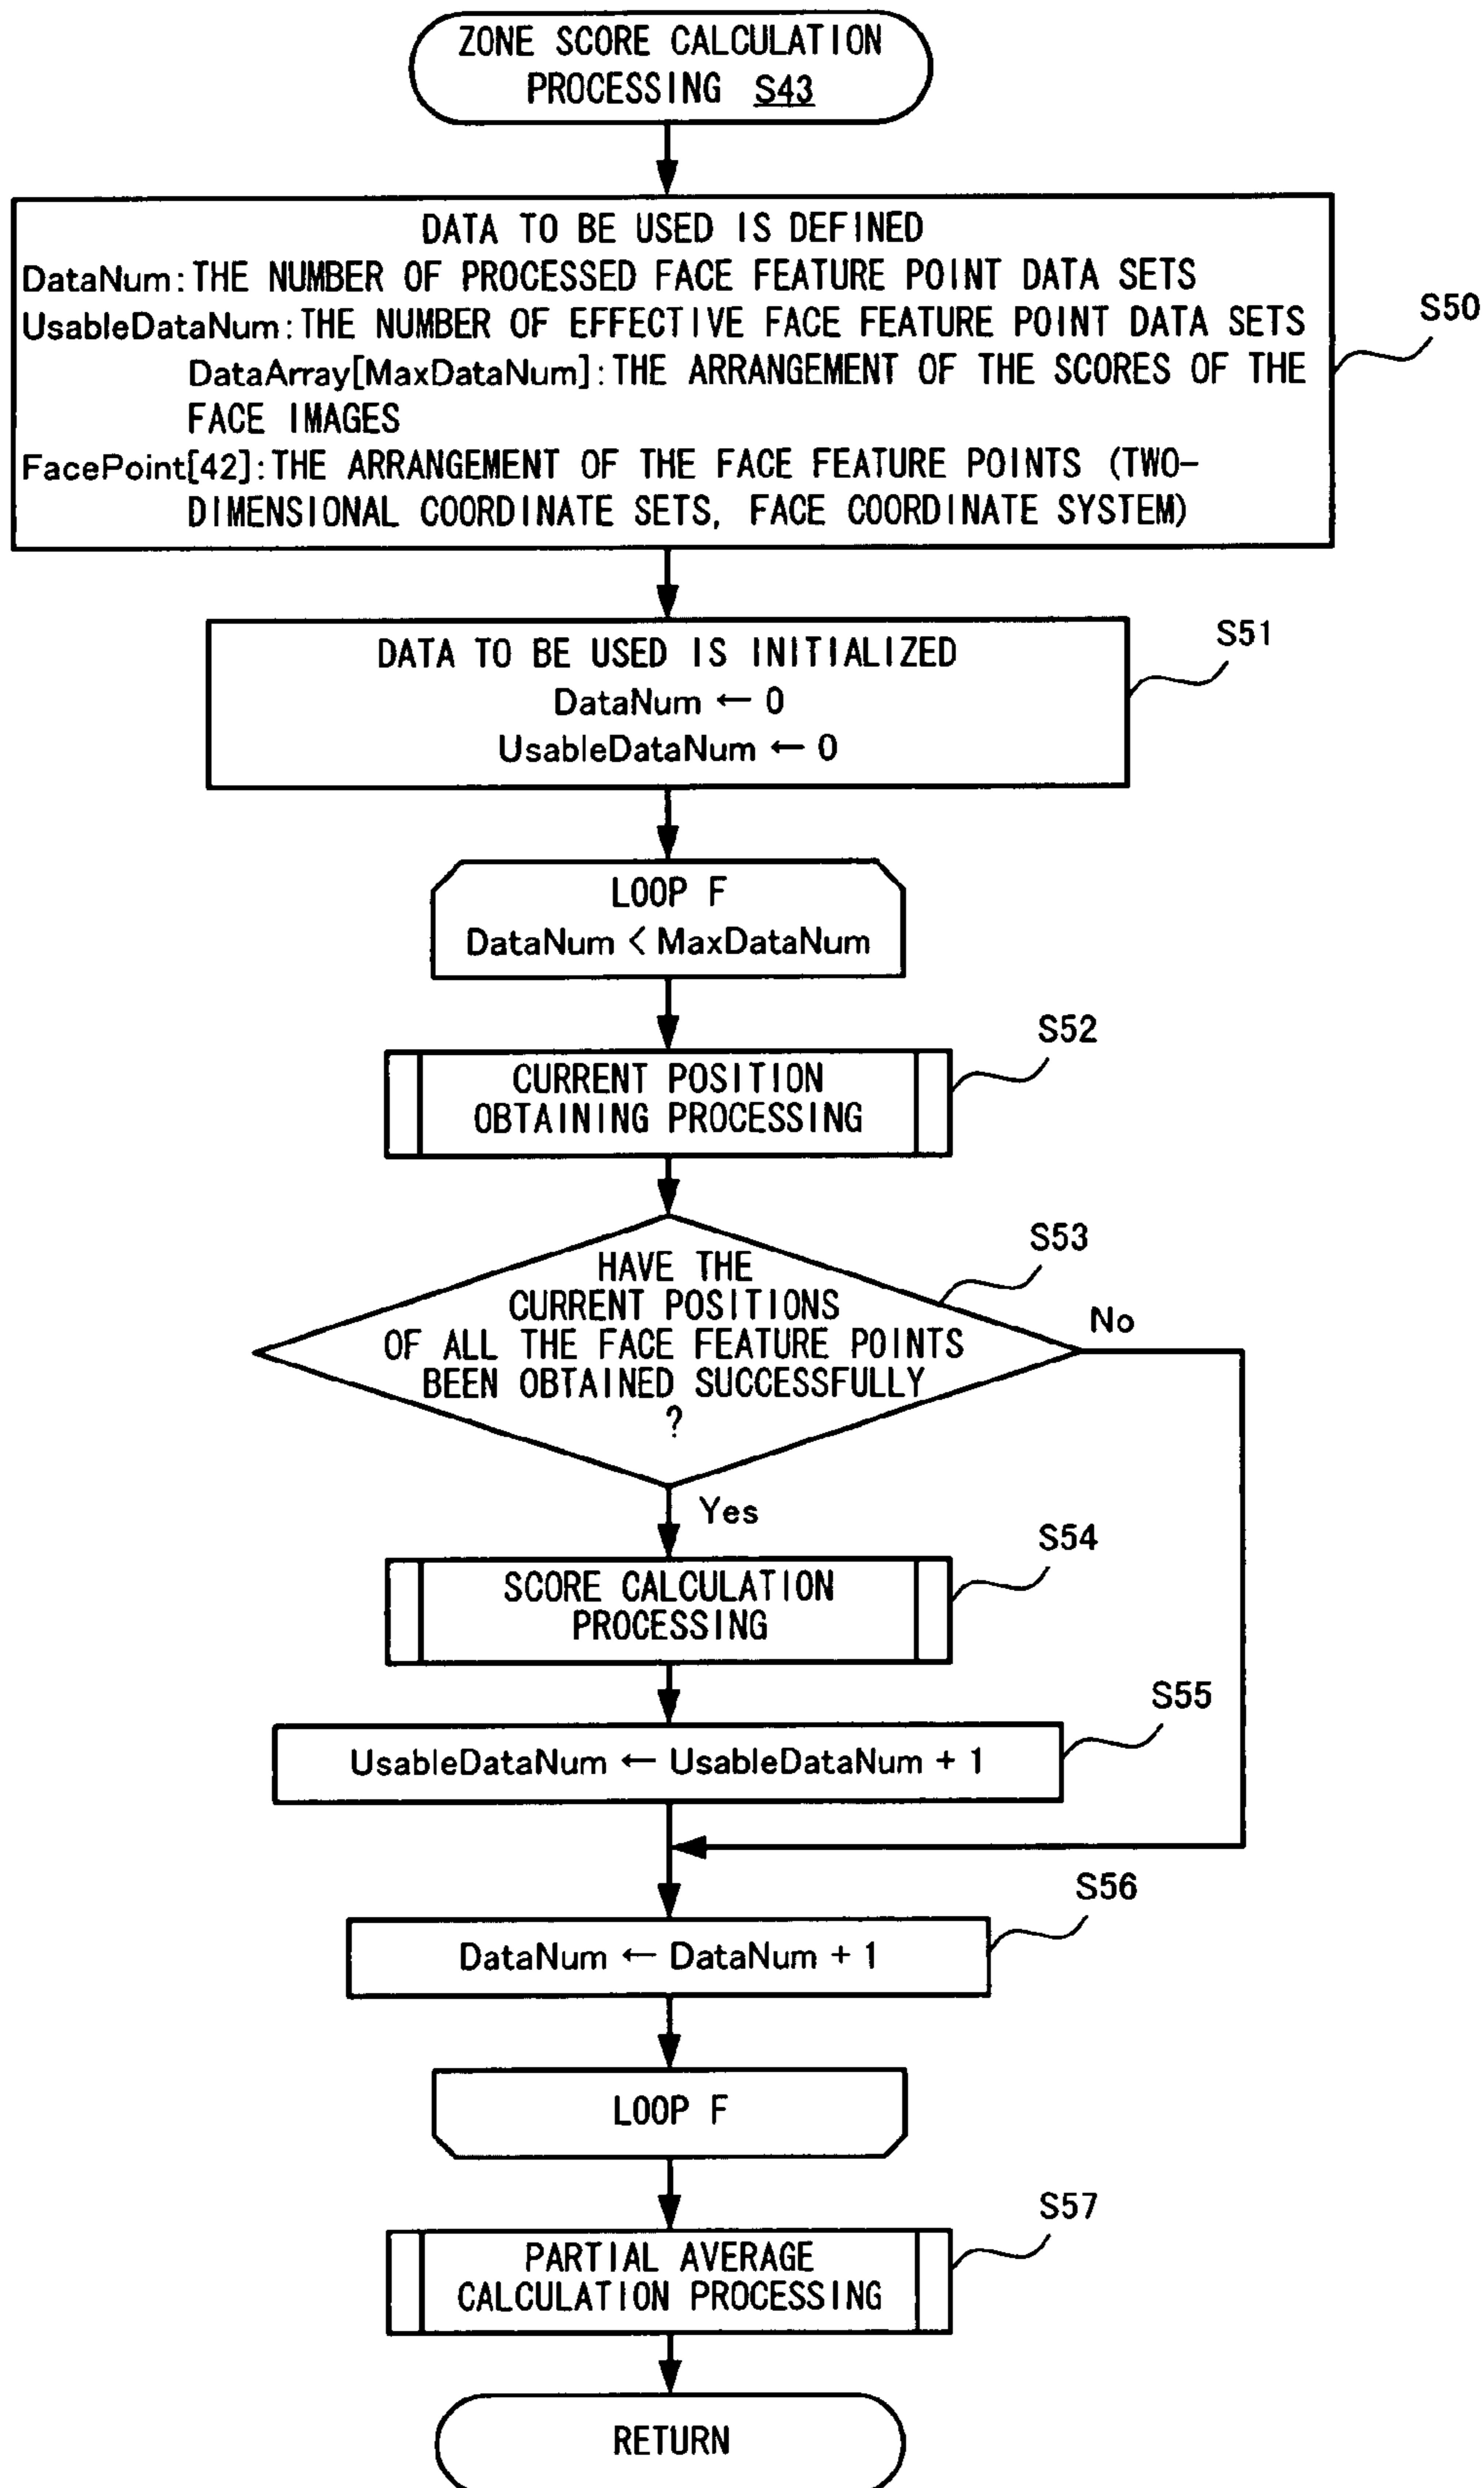 ZONE SCORE CALCULATION
PROCESSING S43
DATA TO BE USED IS DEFINED
DataNum:THE NUMBER OF PROCESSED FACE FEATURE POINT DATA SETS
UsableDataNum:THE NUMBER OF EFFECTIVE FACE FEATURE POINT DATA SETS
DataArray[MaxDataNum]:THE ARRANGEMENT OF THE SCORES OF THE
FACE IMAGES
FacePoint[42]:THE ARRANGEMENT OF THE FACE FEATURE POINTS (TWO-
DIMENSIONAL COORDINATE SETS, FACE COORDINATE SYSTEM)
S50
DATA TO BE USED IS INITIALIZED
DataNum ← 0
UsableDataNum ← 0
S51
LOOP F
DataNum < MaxDataNum
S52
CURRENT POSITION
OBTAINING PROCESSING
S53
HAVE THE
CURRENT POSITIONS
OF ALL THE FACE FEATURE POINTS
BEEN OBTAINED SUCCESSFULLY
?
No
Yes
S54
SCORE CALCULATION
PROCESSING
S55
UsableDataNum ← UsableDataNum + 1
S56
DataNum ← DataNum + 1
LOOP F
S57
PARTIAL AVERAGE
CALCULATION PROCESSING
RETURN